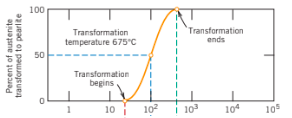 Percent of austenite
transformed to pearlite
100
50
0
Transformation
temperature 675°C
Transformation
ends
Transformation
begins
1
10
10²
10³
10⁴
10⁵